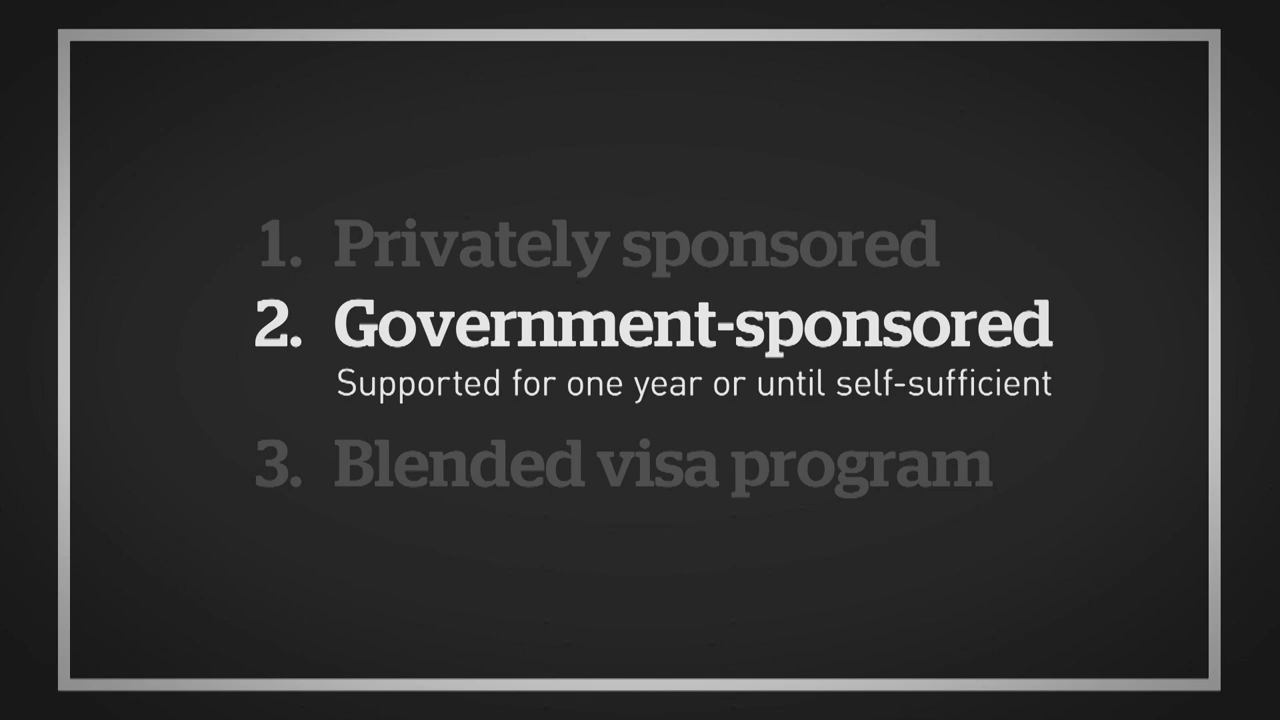 1. Privately sponsored
2. Government-sponsored
Supported for one year or until self-sufficient
3. Blended visa program